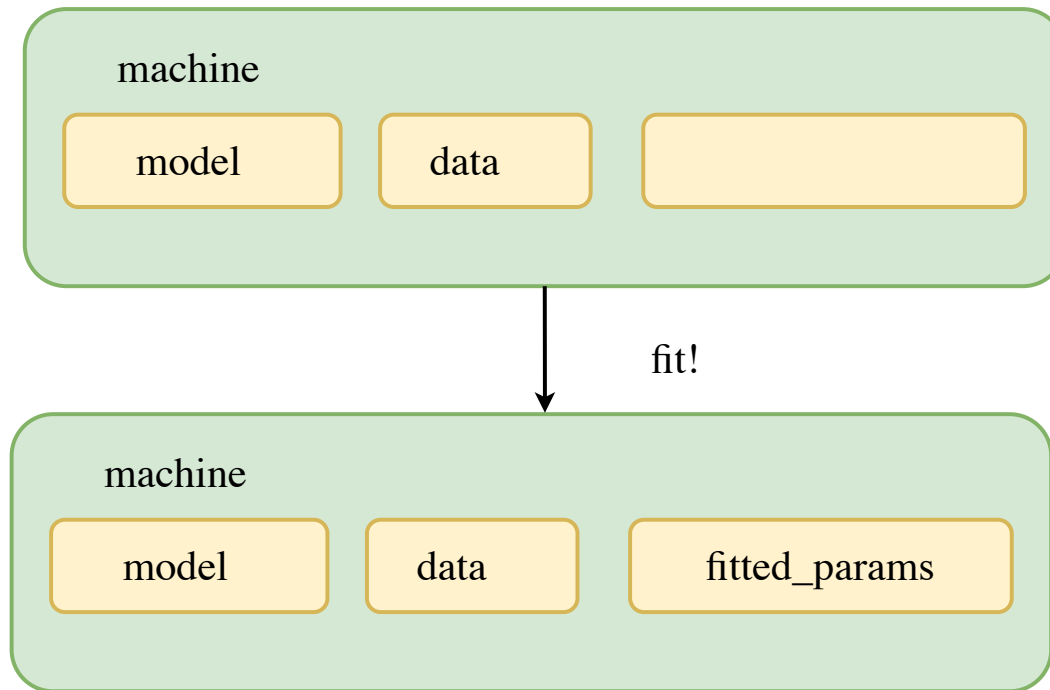 machine
model data
fit!
machine
model data fitted_params